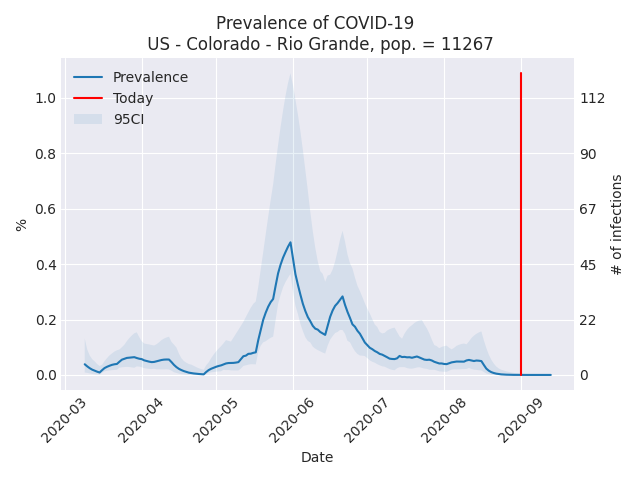 Prevalence of COVID-19
US - Colorado - Rio Grande, pop. = 11267
Prevalence
Today
95CI
%
1.0
0.8
0.6
0.4
0.2
0.0
# of infections
112
90
67
45
22
0
2020-03
2020-04
2020-05
2020-06
2020-07
2020-08
2020-09
Date